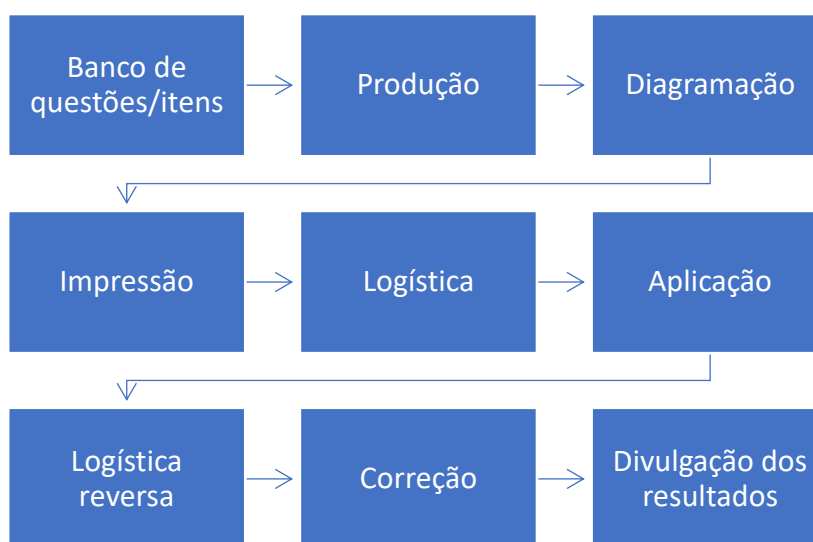 Banco de
questões/itens
Produção
Diagramação
Impressão
Logística
Aplicação
Logística
reversa
Correção
Divulgação dos
resultados